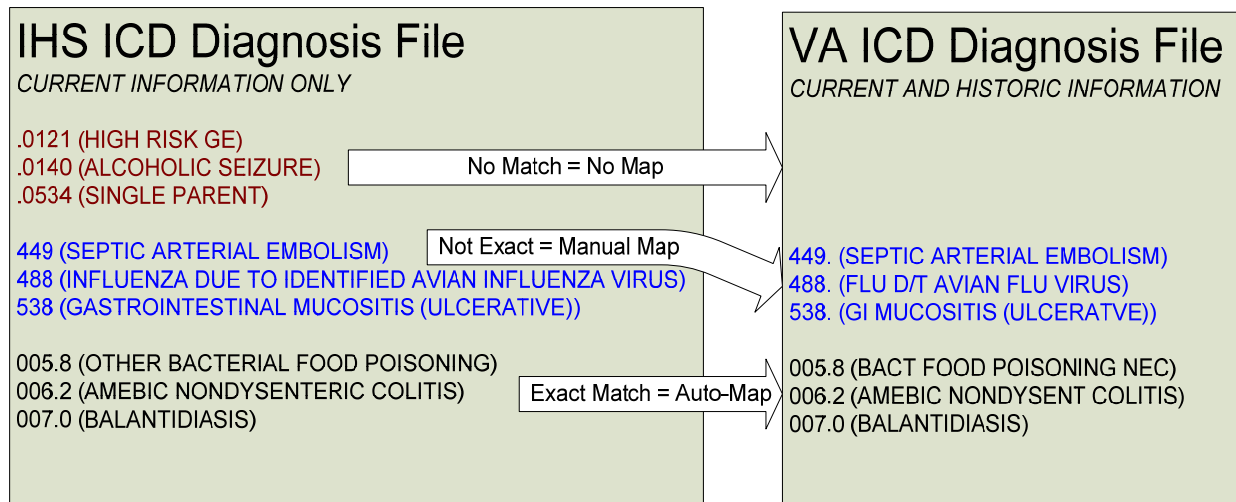 IHS ICD Diagnosis File
CURRENT INFORMATION ONLY
.0121 (HIGH RISK GE)
.0140 (ALCOHOLIC SEIZURE)
.0534 (SINGLE PARENT)
449 (SEPTIC ARTERIAL EMBOLISM)
488 (INFLUENZA DUE TO IDENTIFIED AVIAN INFLUENZA VIRUS)
538 (GASTROINTESTINAL MUCOSITIS (ULCERATIVE))
005.8 (OTHER BACTERIAL FOOD POISONING)
006.2 (AMEBIC NONDYSENTERIC COLITIS)
007.0 (BALANTIDIASIS)
No Match = No Map
Not Exact = Manual Map
Exact Match = Auto-Map
VA ICD Diagnosis File
CURRENT AND HISTORIC INFORMATION
449. (SEPTIC ARTERIAL EMBOLISM)
488. (FLU D/T AVIAN FLU VIRUS)
538. (GI MUCOSITIS (ULCERATVE))
005.8 (BACT FOOD POISONING NEC)
006.2 (AMEBIC NONDYSENT COLITIS)
007.0 (BALANTIDIASIS)